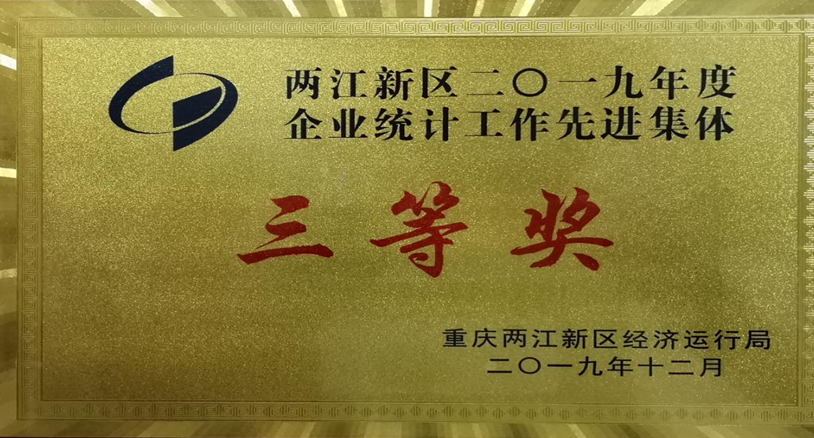 两江新区二〇一九年度
企业统计工作先进集体
三等奖
重庆两江新区经济运行局
二〇一九年十二月